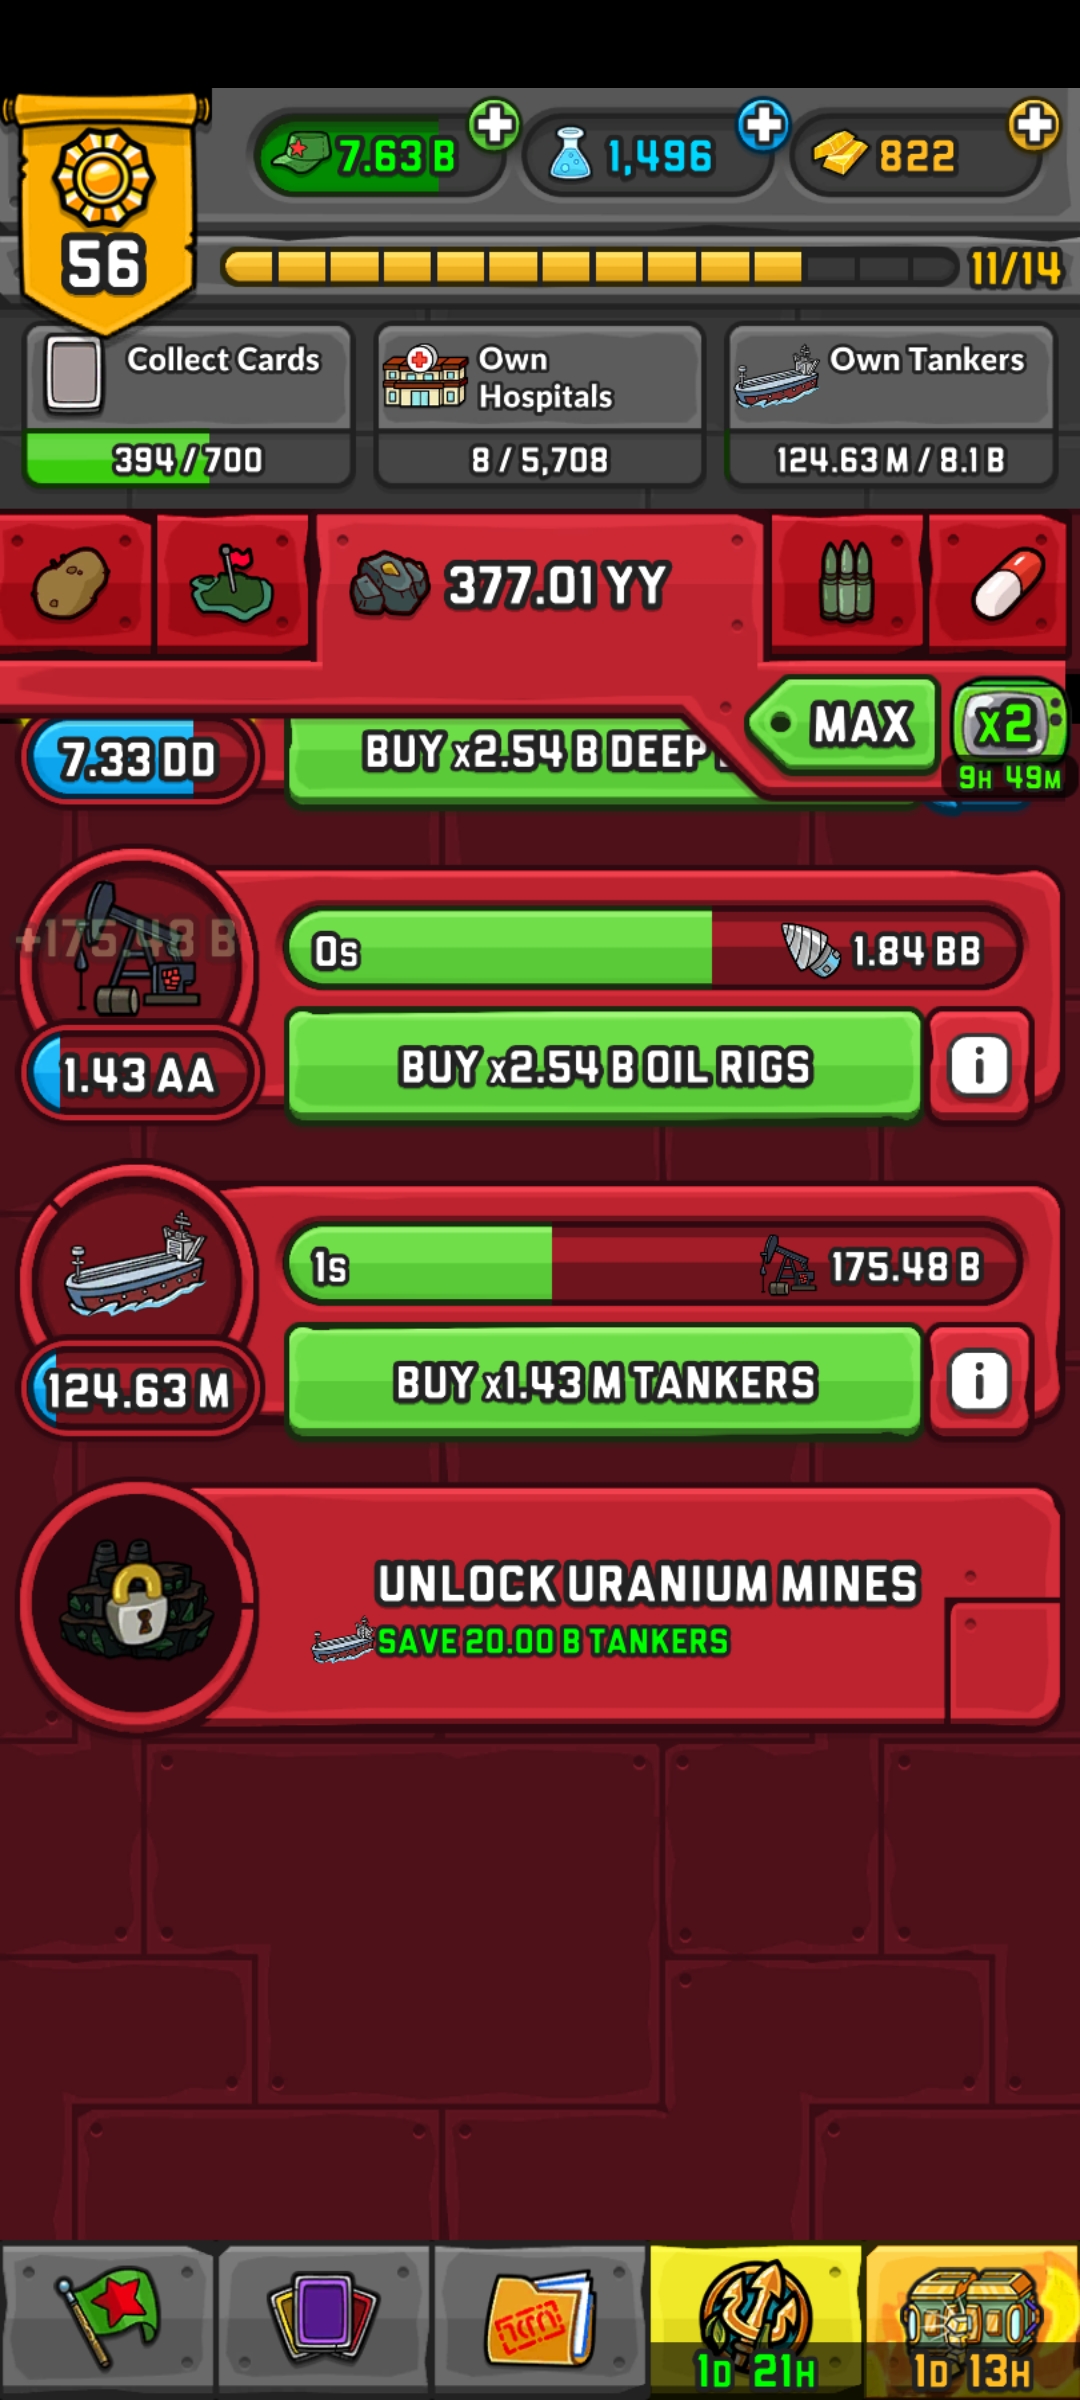 7.63 B
1,496
822
56
11/14
Collect Cards
394 / 700
Own
Hospitals
8 / 5,708
Own Tankers
124.63 M / 8.1 B
377.01 YY
MAX
x2
9H 49M
7.33 DD
BUY x2.54 B DEEP
+175.48 B
0s
1.84 BB
1.43 AA
BUY x2.54 B OIL RIGS
i
1s
175.48 B
124.63 M
BUY x1.43 M TANKERS
i
UNLOCK URANIUM MINES
SAVE 20.00 B TANKERS
1D 21H
1D 13H